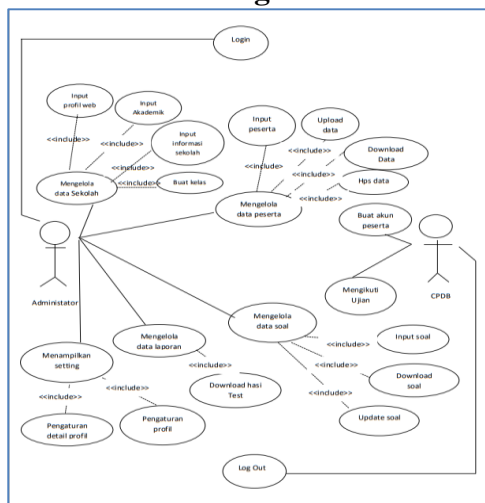 Login
Input
profil web
Input
Akademik
Input
informasi
sekolah
Buat kelas
<<include>>
<<include>>
<<include>>
<<include>>
Mengelola
data Sekolah
Input
peserta
Upload
data
Download
Data
Hps data
<<include>
<<include>>
<<include>>
<<include>>
Mengelola
data peserta
Buat akun
peserta
Administator
CPDB
Mengikuti
Ujian
Mengelola
data soal
Input soal
<<include>>
Download
soal
<<include>>
Update soal
<<include>>
Mengelola
data laporan
<<include>>
Download hasi
Test
Menampilkan
setting
<<include>>
<<include>>
Pengaturan
detail profil
Pengaturan
profil
Log Out